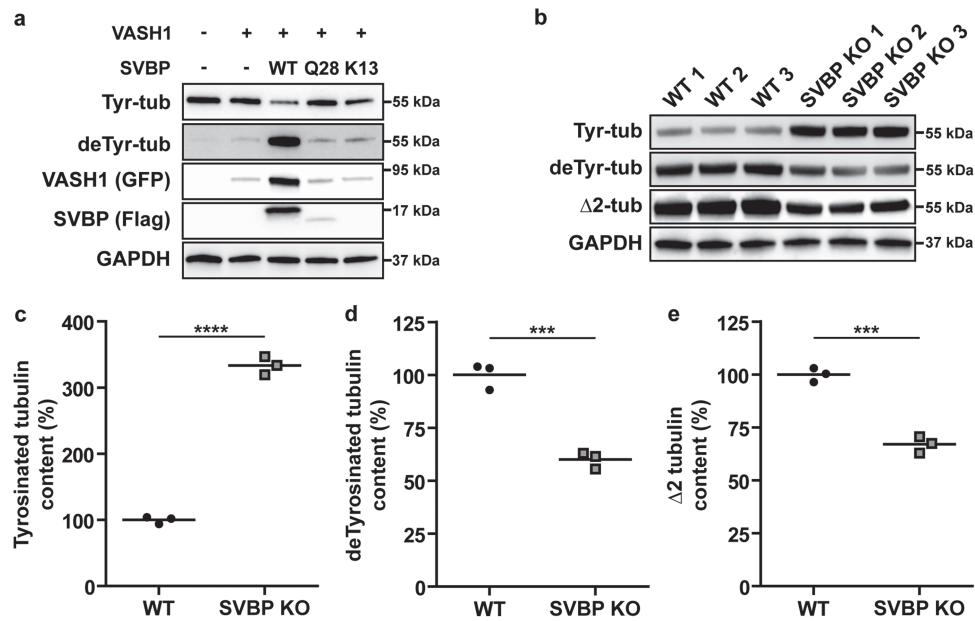 a
VASH1 - + + + +
SVBP - - WT Q28 K13
Tyr-tub 55 kDa
deTyr-tub 55 kDa
VASH1 (GFP) 95 kDa
SVBP (Flag) 17 kDa
GAPDH 37 kDa
b
WT 1 WT 2 WT 3 SVBP KO 1 SVBP KO 2 SVBP KO 3
Tyr-tub 55 kDa
deTyr-tub 55 kDa
Δ2-tub 55 kDa
GAPDH 37 kDa
c
Tyrosinated tubulin
content (%)
400
300
200
100
0
****
WT SVBP KO
d
deTyrosinated tubulin
content (%)
125
100
75
50
25
0
***
WT SVBP KO
e
Δ2 tubulin
content (%)
125
100
75
50
25
0
***
WT SVBP KO